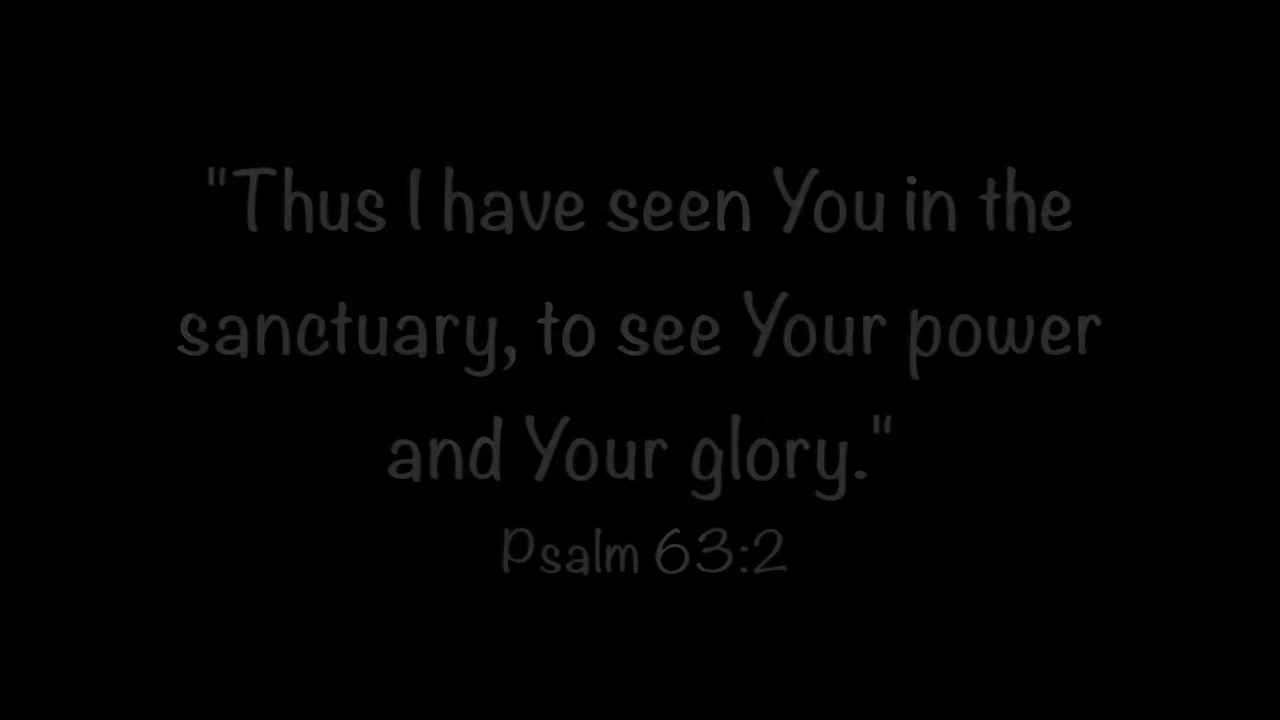 "Thus I have seen You in the
sanctuary, to see Your power
and Your glory."
Psalm 63:2